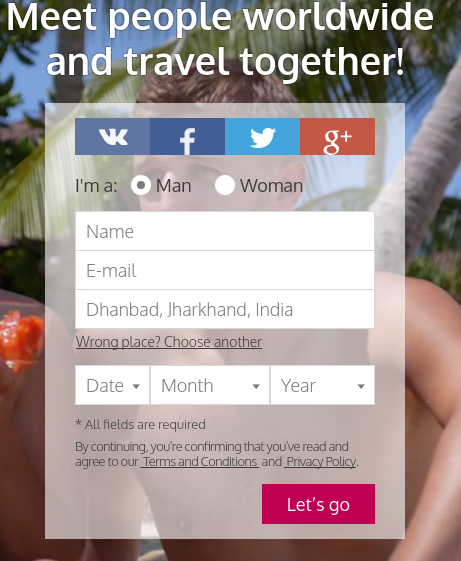 Meet people worldwide
and travel together!
I'm a: Man Woman
Name
E-mail
Dhanbad, Jharkhand, India
Wrong place? Choose another
Date Month Year
* All fields are required
By continuing, you're confirming that you've read and
agree to our Terms and Conditions and Privacy Policy.
Let's go